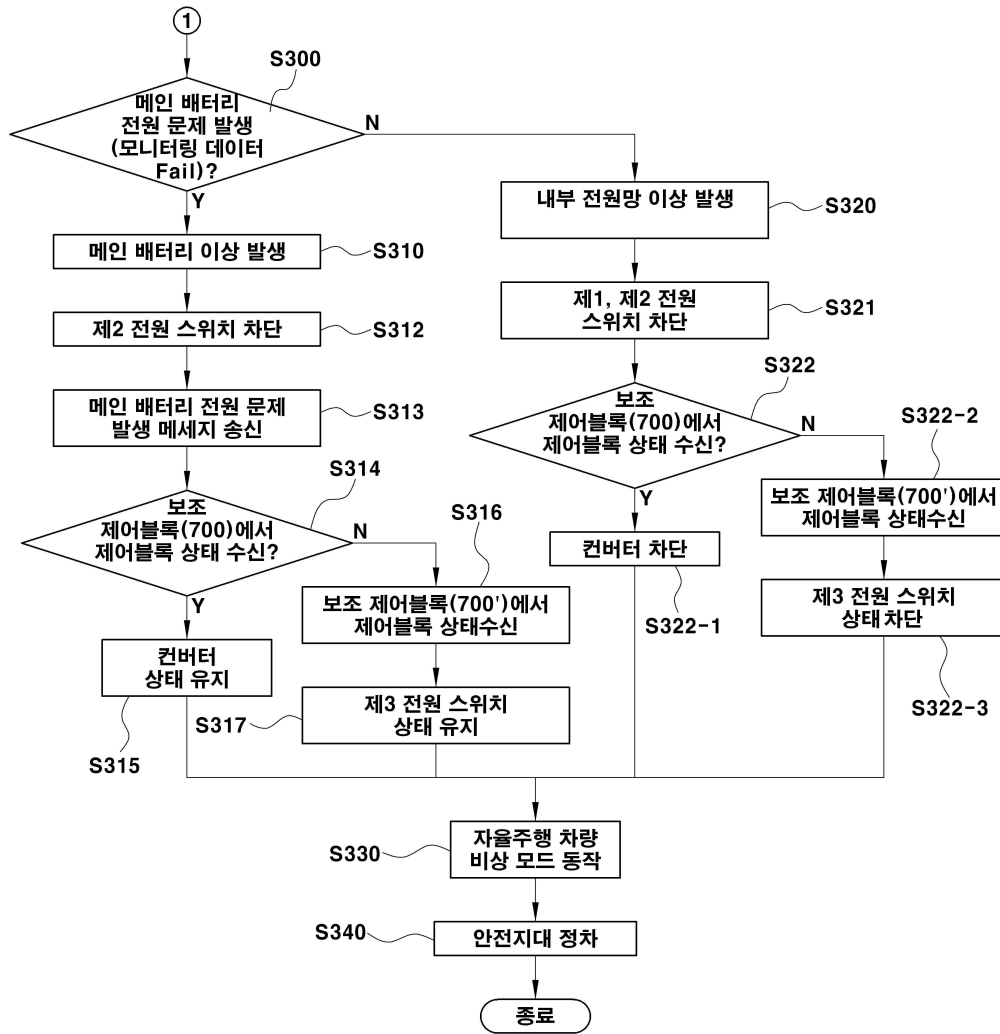 1
S300
메인 배터리
전원 문제 발생
(모니터링 데이터
Fail)?
N
Y
내부 전원망 이상 발생
S320
메인 배터리 이상 발생
S310
제1, 제2 전원
스위치 차단
S321
제2 전원 스위치 차단
S312
S322
보조
제어블록(700)에서
제어블록 상태 수신?
N
Y
메인 배터리 전원 문제
발생 메세지 송신
S313
S322-2
보조 제어블록(700')에서
제어블록 상태수신
S314
보조
제어블록(700)에서
제어블록 상태 수신?
N
Y
S316
컨버터 차단
S322-1
보조 제어블록(700')에서
제어블록 상태수신
제3 전원 스위치
상태 차단
S322-3
컨버터
상태 유지
S315
제3 전원 스위치
상태 유지
S317
자율주행 차량
비상 모드 동작
S330
안전지대 정차
S340
종료